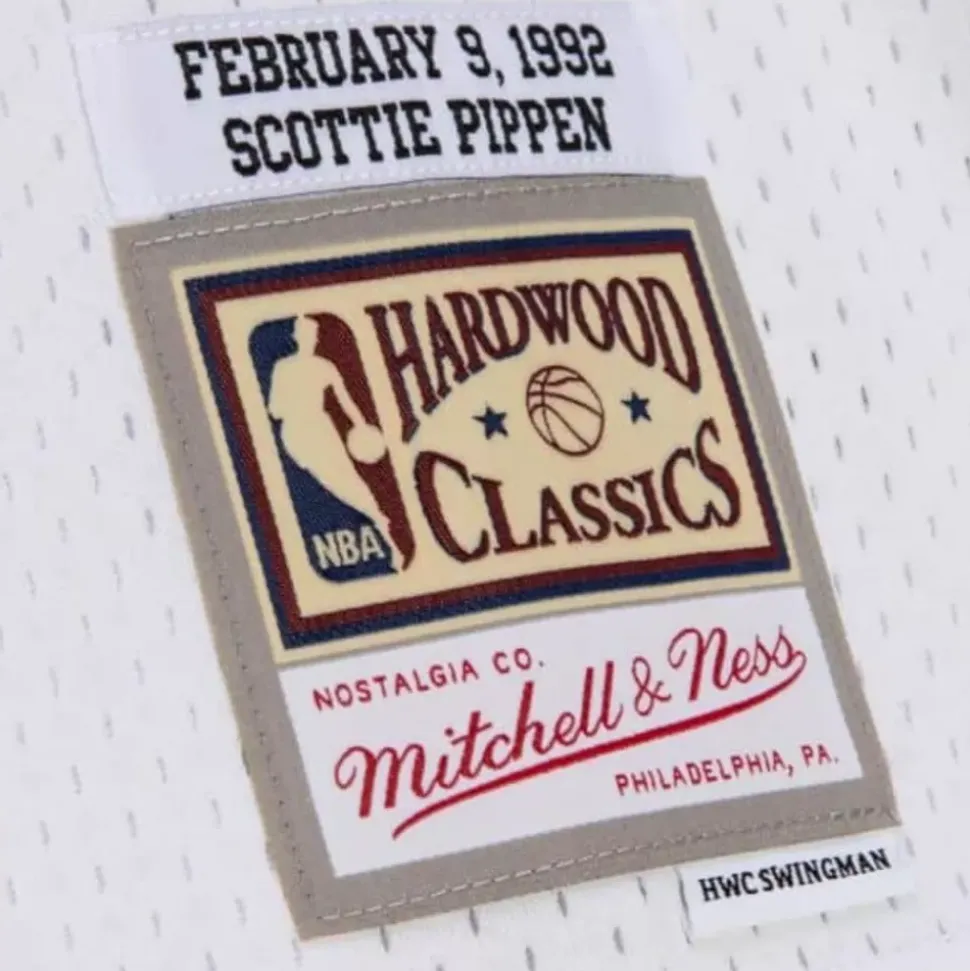 FEBRUARY 9, 1992
SCOTTIE PIPPEN
HARDWOOD
CLASSICS
NBA
NOSTALGIA CO.
Mitchell & Ness
PHILADELPHIA, PA.
HWC SWINGMAN